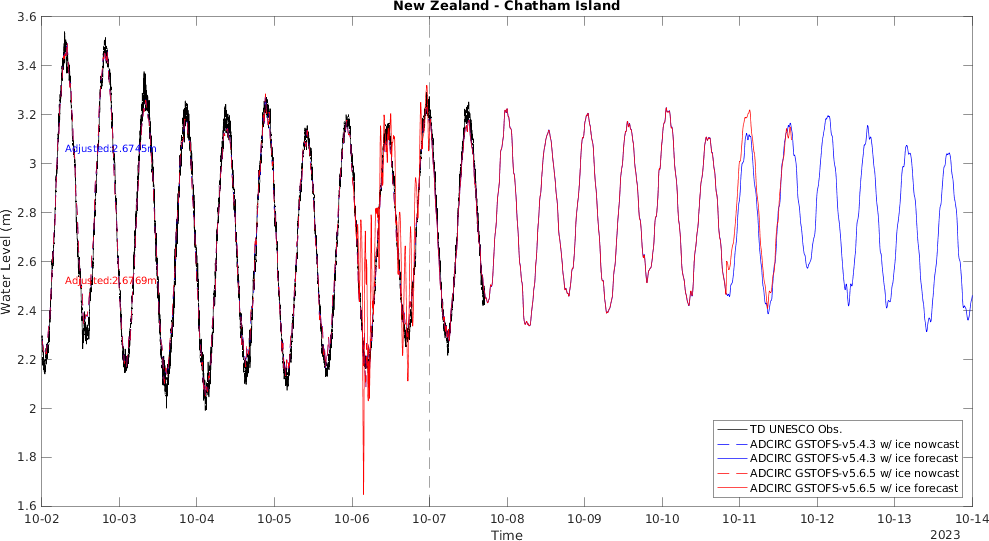 New Zealand - Chatham Island
3.6
3.4
3.2
3
2.8
2.6
2.4
2.2
2
1.8
1.6
Water Level (m)
Adjusted:2.6745m
Adjusted:2.6769m
TD UNESCO Obs.
ADCIRC GSTOFS-v5.4.3 w/ ice nowcast
ADCIRC GSTOFS-v5.4.3 w/ ice forecast
ADCIRC GSTOFS-v5.6.5 w/ ice nowcast
ADCIRC GSTOFS-v5.6.5 w/ ice forecast
10-02 10-03 10-04 10-05 10-06 10-07 10-08 10-09 10-10 10-11 10-12 10-13 10-14
Time
2023